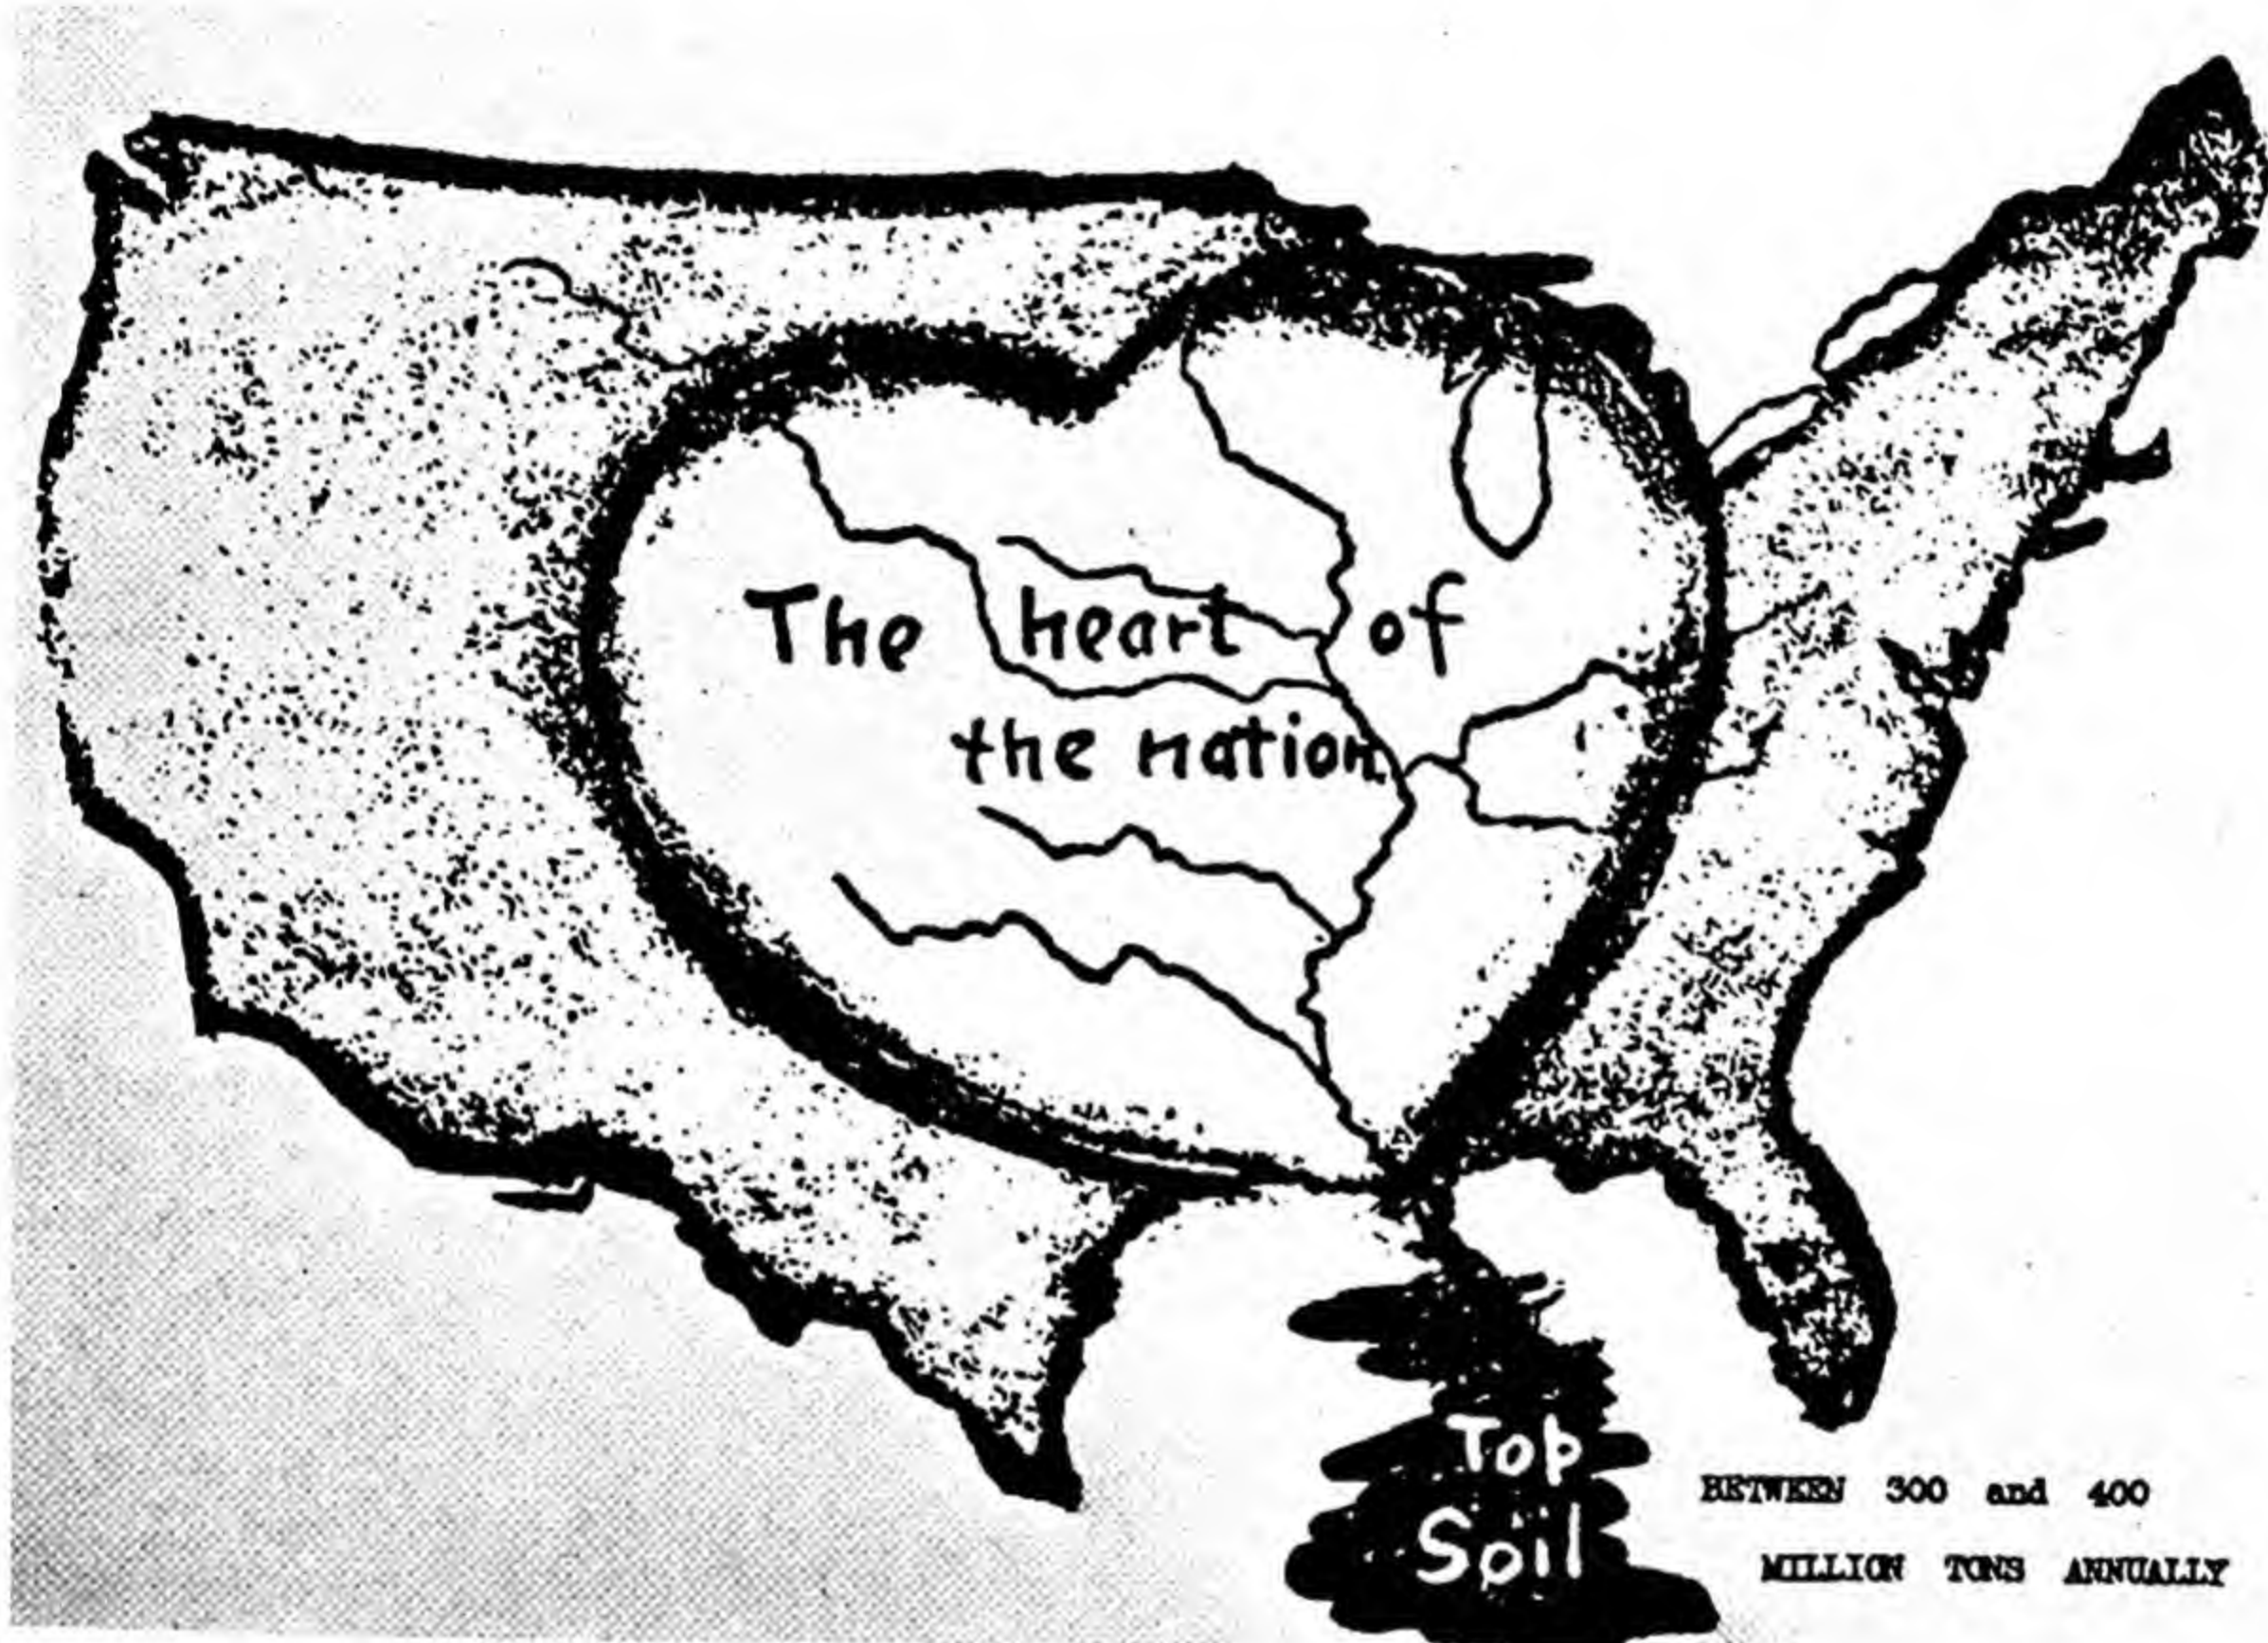 The heart of
the nation
Top
Soil
BETWEEN 300 and 400
MILLION TONS ANNUALLY